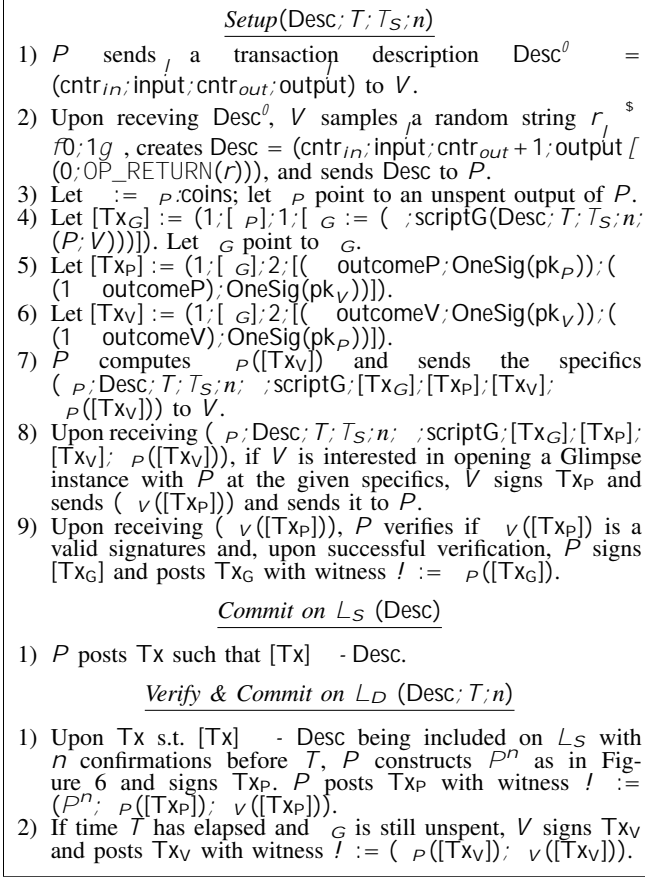 Setup(Desc; T; T_S; n)
1) P sends a transaction description Desc^0 =
(cntr_in; input; cntr_out; output) to V.
2) Upon receving Desc^0, V samples a random string r $
f0;1g , creates Desc = (cntr_in; input; cntr_out + 1; output [
(0; OP_RETURN(r))), and sends Desc to P.
3) Let := P:coins; let P point to an unspent output of P.
4) Let [Tx_G] := (1; [ P]; 1; [ G := ( ; scriptG(Desc; T; T_S; n;
(P; V)))]). Let G point to G.
5) Let [Tx_P] := (1; [ G]; 2; [( outcomeP; OneSig(pk_P)); (
(1 outcomeP); OneSig(pk_V))]).
6) Let [Tx_V] := (1; [ G]; 2; [( outcomeV; OneSig(pk_V)); (
(1 outcomeV); OneSig(pk_P))]).
7) P computes P([Tx_V]) and sends the specifics
( P; Desc; T; T_S; n; ; scriptG; [Tx_G]; [Tx_P]; [Tx_V];
P([Tx_V])) to V.
8) Upon receiving ( P; Desc; T; T_S; n; ; scriptG; [Tx_G]; [Tx_P];
[Tx_V]; P([Tx_V])), if V is interested in opening a Glimpse
instance with P at the given specifics, V signs Tx_P and
sends ( V([Tx_P])) and sends it to P.
9) Upon receiving ( V([Tx_P])), P verifies if V([Tx_P]) is a
valid signatures and, upon successful verification, P signs
[Tx_G] and posts Tx_G with witness ! := P([Tx_G]).
Commit on L_S (Desc)
1) P posts Tx such that [Tx] - Desc.
Verify & Commit on L_D (Desc; T; n)
1) Upon Tx s.t. [Tx] - Desc being included on L_S with
n confirmations before T, P constructs P^n as in Fig-
ure 6 and signs Tx_P. P posts Tx_P with witness ! :=
(P^n; P([Tx_P]); V([Tx_P])).
2) If time T has elapsed and G is still unspent, V signs Tx_V
and posts Tx_V with witness ! := ( P([Tx_V]); V([Tx_V])).